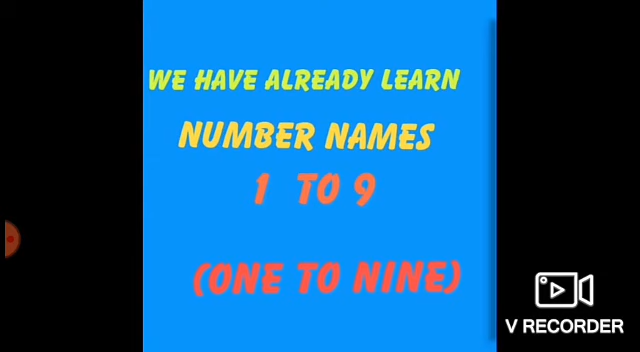 WE HAVE ALREADY LEARN
NUMBER NAMES
1 TO 9
(ONE TO NINE)
V RECORDER